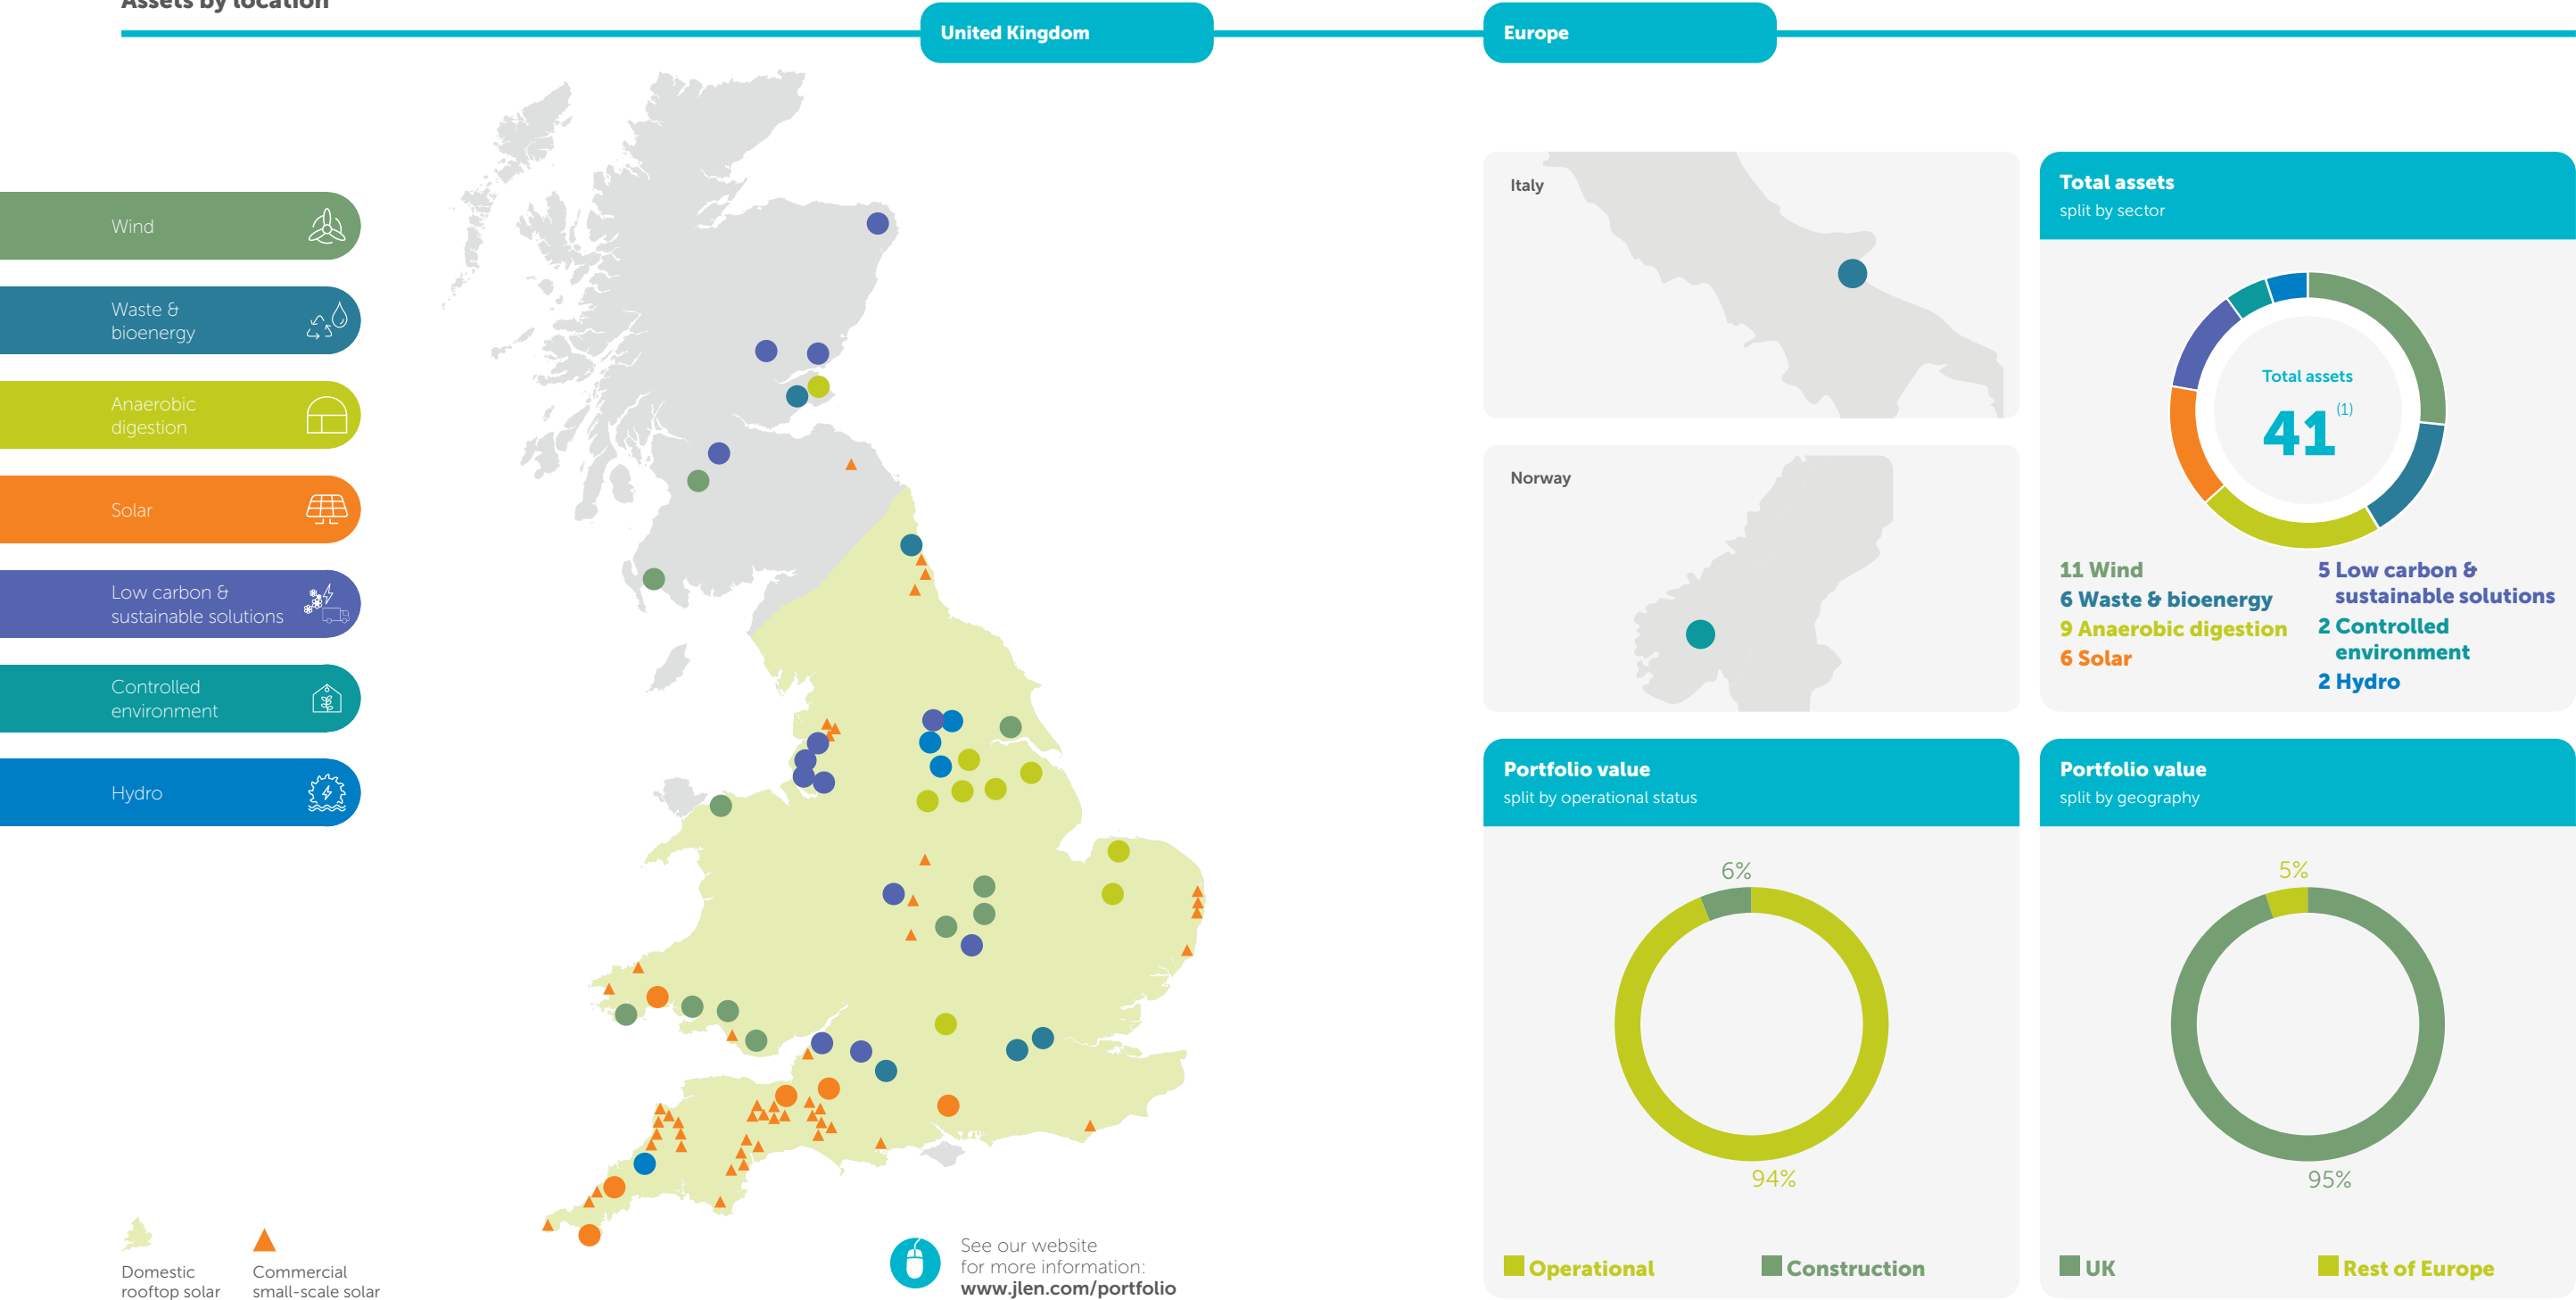 Assets by location
United Kingdom
Europe
Wind
Waste &
bioenergy
Anaerobic
digestion
Solar
Low carbon &
sustainable solutions
Controlled
environment
Hydro
Domestic
rooftop solar
Commercial
small-scale solar
See our website
for more information:
www.jlen.com/portfolio
Italy
Norway
Total assets
split by sector
Total assets
41(1)
11 Wind
6 Waste & bioenergy
9 Anaerobic digestion
6 Solar
5 Low carbon &
sustainable solutions
2 Controlled
environment
2 Hydro
Portfolio value
split by operational status
6%
94%
Operational
Construction
Portfolio value
split by geography
5%
95%
UK
Rest of Europe